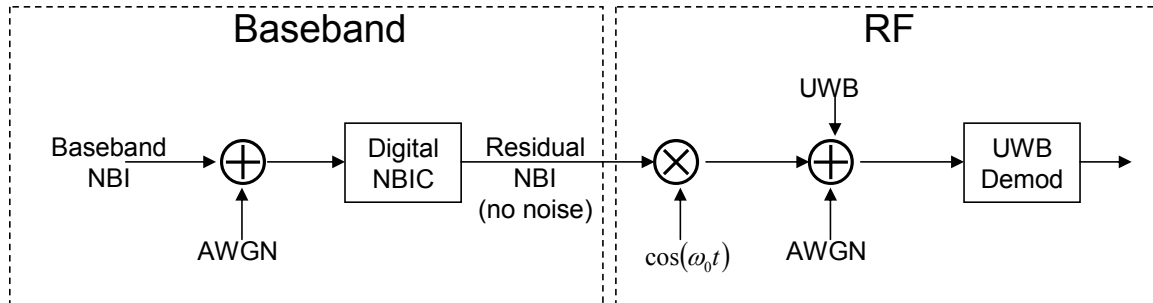 Baseband
RF
UWB
Baseband
NBI
Digital
NBIC
Residual
NBI
(no noise)
UWB
Demod
AWGN
cos(ω₀t)
AWGN